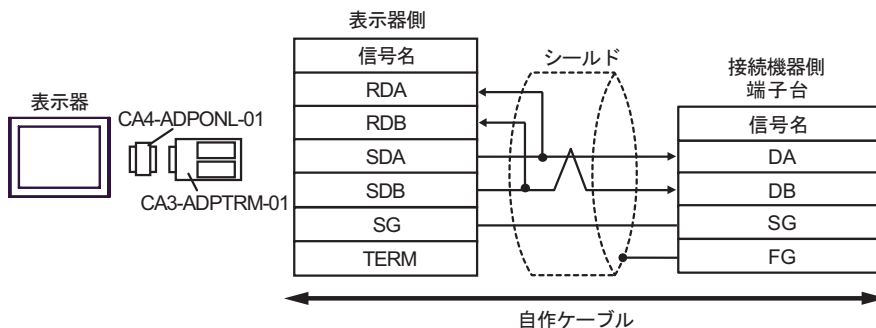 表示器側
信号名
RDA
RDB
SDA
SDB
SG
TERM
シールド
接続機器側
端子台
信号名
DA
DB
SG
FG
表示器
CA4-ADPONL-01
CA3-ADPTRM-01
自作ケーブル